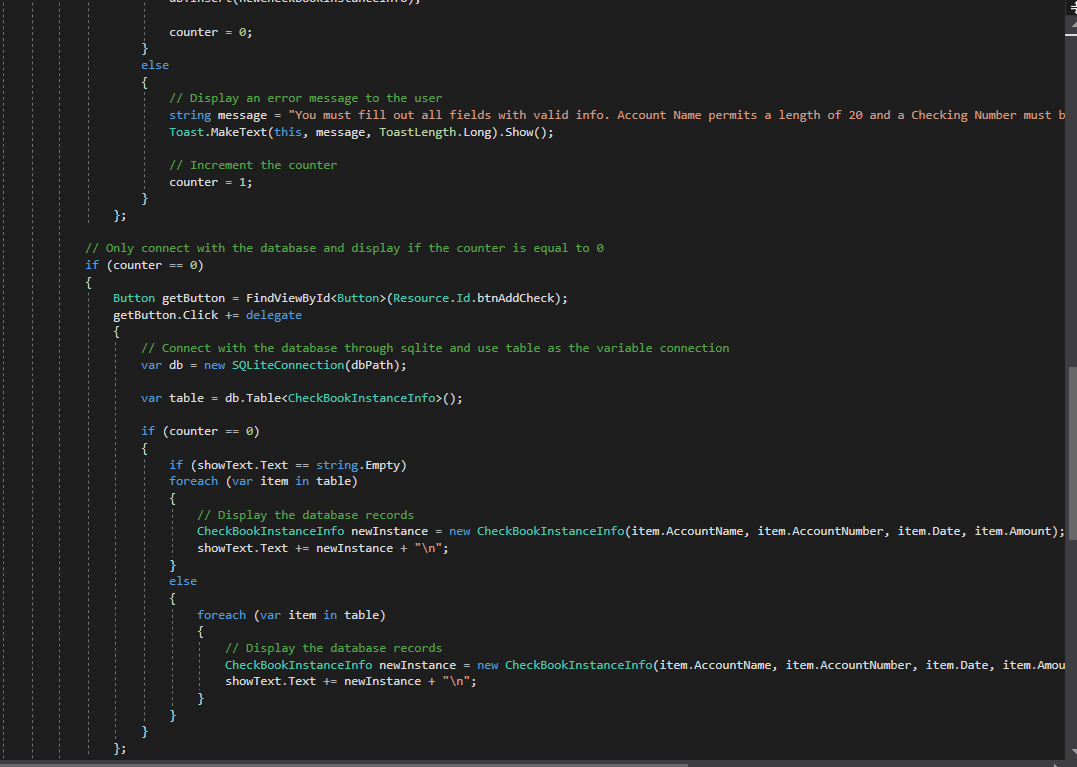 db.Insert(newCheckBookInstanceInfo);
counter = 0;
}
else
{
// Display an error message to the user
string message = "You must fill out all fields with valid info. Account Name permits a length of 20 and a Checking Number must b
Toast.MakeText(this, message, ToastLength.Long).Show();
// Increment the counter
counter = 1;
}
};
// Only connect with the database and display if the counter is equal to 0
if (counter == 0)
{
Button getButton = FindViewById<Button>(Resource.Id.btnAddCheck);
getButton.Click += delegate
{
// Connect with the database through sqlite and use table as the variable connection
var db = new SQLiteConnection(dbPath);
var table = db.Table<CheckBookInstanceInfo>();
if (counter == 0)
{
if (showText.Text == string.Empty)
foreach (var item in table)
{
// Display the database records
CheckBookInstanceInfo newInstance = new CheckBookInstanceInfo(item.AccountName, item.AccountNumber, item.Date, item.Amount);
showText.Text += newInstance + "\n";
}
else
{
foreach (var item in table)
{
// Display the database records
CheckBookInstanceInfo newInstance = new CheckBookInstanceInfo(item.AccountName, item.AccountNumber, item.Date, item.Amou
showText.Text += newInstance + "\n";
}
}
}
};